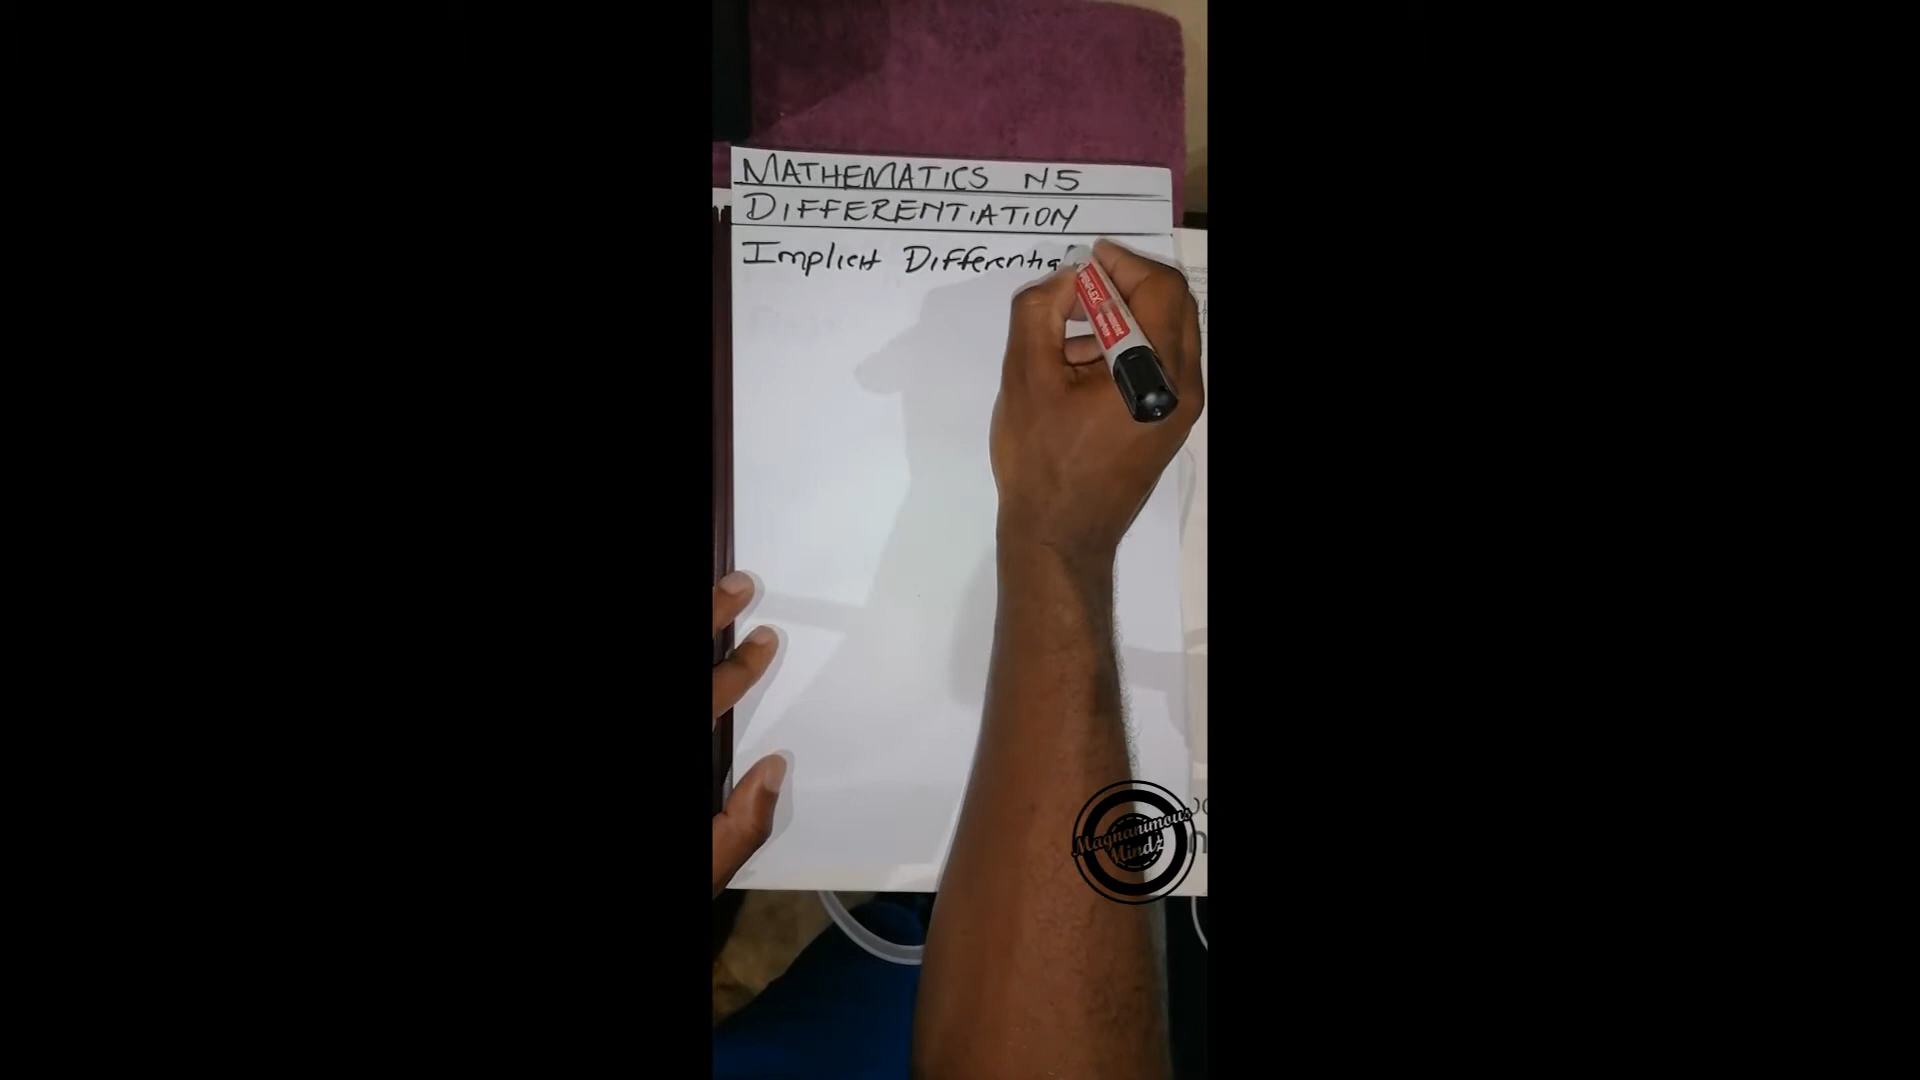 MATHEMATICS N5
DIFFERENTIATION
Implicit Differentia
Magnanimous
Mindz